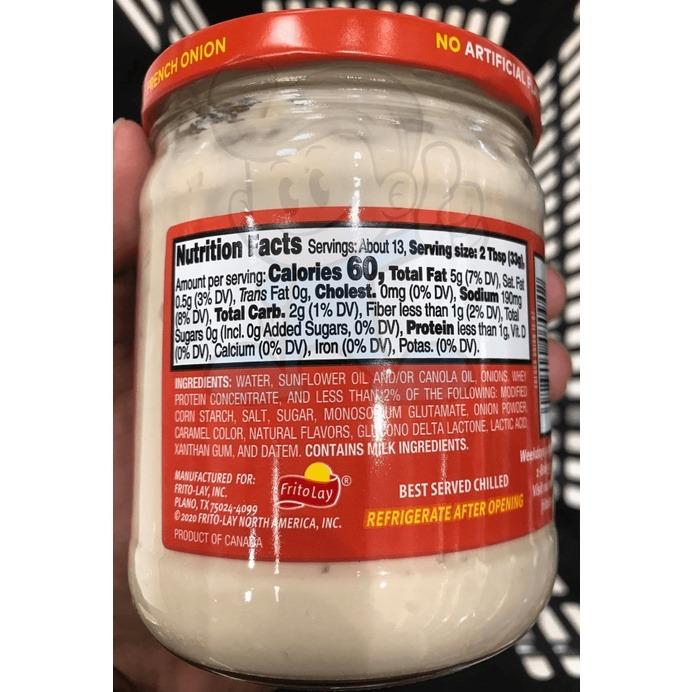 FRENCH ONION
NO ARTIFICIAL
Nutrition Facts Servings: About 13, Serving size: 2 Tbsp (33g),
Amount per serving: Calories 60, Total Fat 5g (7% DV), Sat. Fat
0.5g (3% DV), Trans Fat 0g, Cholest. 0mg (0% DV), Sodium 190mg
(8% DV), Total Carb. 2g (1% DV), Fiber less than 1g (2% DV), Total
Sugars 0g (Incl. 0g Added Sugars, 0% DV), Protein less than 1g, Vit. D
(0% DV), Calcium (0% DV), Iron (0% DV), Potas. (0% DV).
INGREDIENTS: WATER, SUNFLOWER OIL AND/OR CANOLA OIL, ONIONS, WHEY
PROTEIN CONCENTRATE, AND LESS THAN 2% OF THE FOLLOWING: MODIFIED
CORN STARCH, SALT, SUGAR, MONOSODIUM GLUTAMATE, ONION POWDER,
CARAMEL COLOR, NATURAL FLAVORS, GLUCONO DELTA LACTONE, LACTIC ACID,
XANTHAN GUM, AND DATEM. CONTAINS MILK INGREDIENTS.
MANUFACTURED FOR:
FRITO-LAY, INC.
PLANO, TX 75024-4099
© 2020 FRITO-LAY NORTH AMERICA, INC.
PRODUCT OF CANADA
FritoLay®
BEST SERVED CHILLED
REFRIGERATE AFTER OPENING